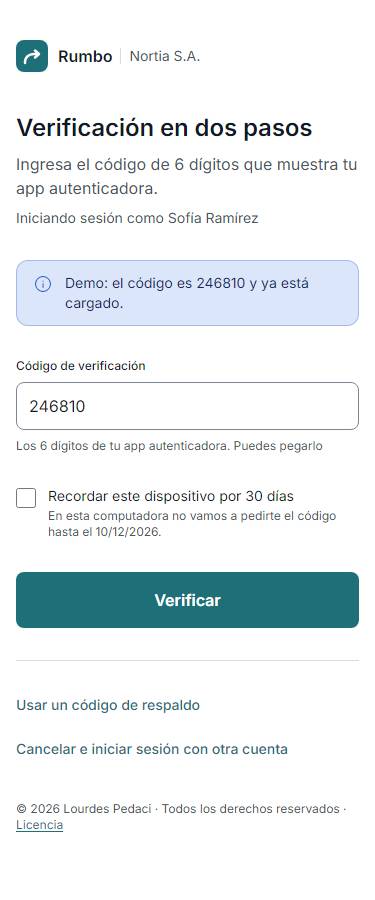 Rumbo Nortia S.A.
Verificación en dos pasos
Ingresa el código de 6 dígitos que muestra tu
app autenticadora.
Iniciando sesión como Sofía Ramírez
Demo: el código es 246810 y ya está
cargado.
Código de verificación
246810
Los 6 dígitos de tu app autenticadora. Puedes pegarlo
Recordar este dispositivo por 30 días
En esta computadora no vamos a pedirte el código
hasta el 10/12/2026.
Verificar
Usar un código de respaldo
Cancelar e iniciar sesión con otra cuenta
© 2026 Lourdes Pedaci · Todos los derechos reservados ·
Licencia